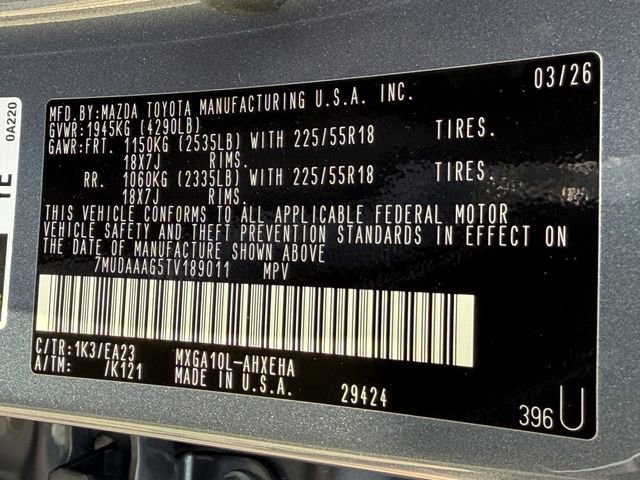 03/26
MFD.BY:MAZDA TOYOTA MANUFACTURING U.S.A. INC.
GVWR:1945KG (4290LB)
GAWR:FRT. 1150KG (2535LB) WITH 225/55R18 TIRES.
18X7J RIMS.
RR. 1060KG (2335LB) WITH 225/55R18 TIRES.
18X7J RIMS.
THIS VEHICLE CONFORMS TO ALL APPLICABLE FEDERAL MOTOR
VEHICLE SAFETY AND THEFT PREVENTION STANDARDS IN EFFECT ON
THE DATE OF MANUFACTURE SHOWN ABOVE
7MUDAAAG5TV189011 MPV
C/TR:1K3/EA23 MXGA10L-AHXEHA
A/TM: /K121 MADE IN U.S.A. 29424
396 U
0A220
YE